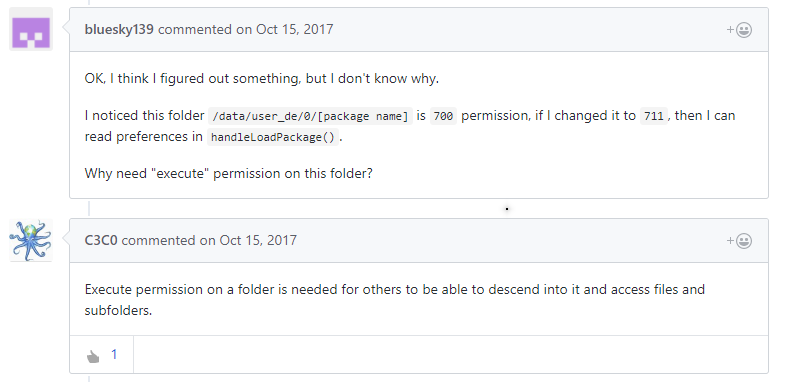 bluesky139 commented on Oct 15, 2017
OK, I think I figured out something, but I don't know why.
I noticed this folder /data/user_de/0/[package name] is 700 permission, if I changed it to 711, then I can
read preferences in handleLoadPackage().
Why need "execute" permission on this folder?
C3C0 commented on Oct 15, 2017
Execute permission on a folder is needed for others to be able to descend into it and access files and
subfolders.
1